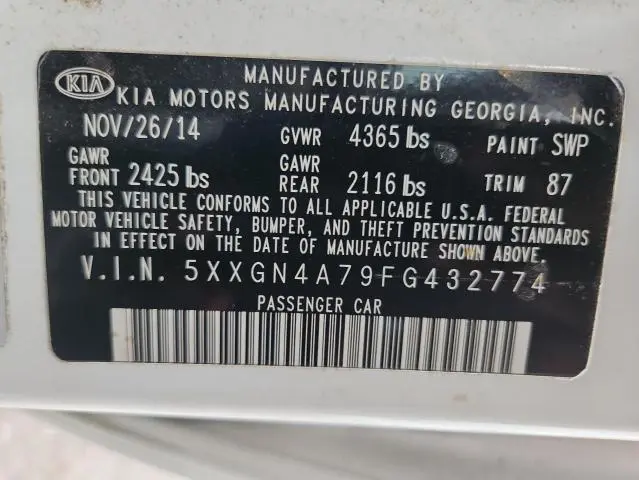 MANUFACTURED BY
KIA KIA MOTORS MANUFACTURING GEORGIA, INC.
NOV/26/14 GVWR 4365 lbs PAINT SWP
GAWR FRONT 2425 lbs GAWR REAR 2116 lbs TRIM 87
THIS VEHICLE CONFORMS TO ALL APPLICABLE U.S.A. FEDERAL
MOTOR VEHICLE SAFETY, BUMPER, AND THEFT PREVENTION STANDARDS
IN EFFECT ON THE DATE OF MANUFACTURE SHOWN ABOVE.
V.I.N. 5XXGN4A79FG432774
PASSENGER CAR